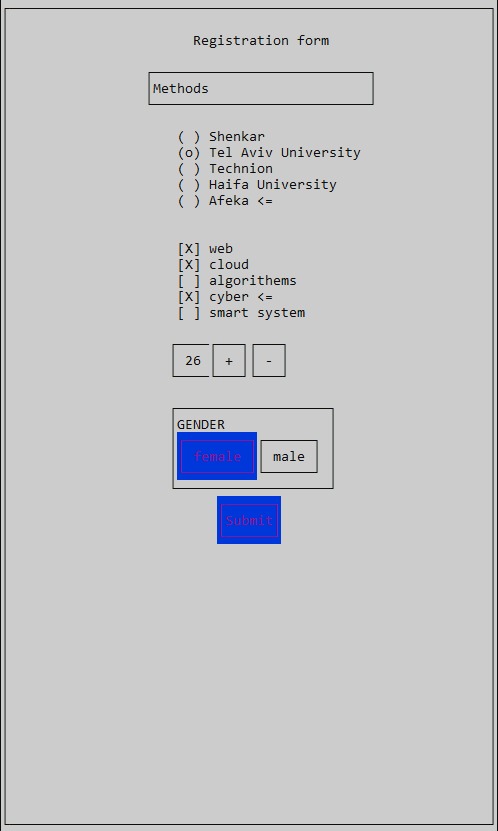 Registration form
Methods
( ) Shenkar
(o) Tel Aviv University
( ) Technion
( ) Haifa University
( ) Afeka <=
[X] web
[X] cloud
[ ] algorithems
[X] cyber <=
[ ] smart system
26 + -
GENDER
female male
Submit